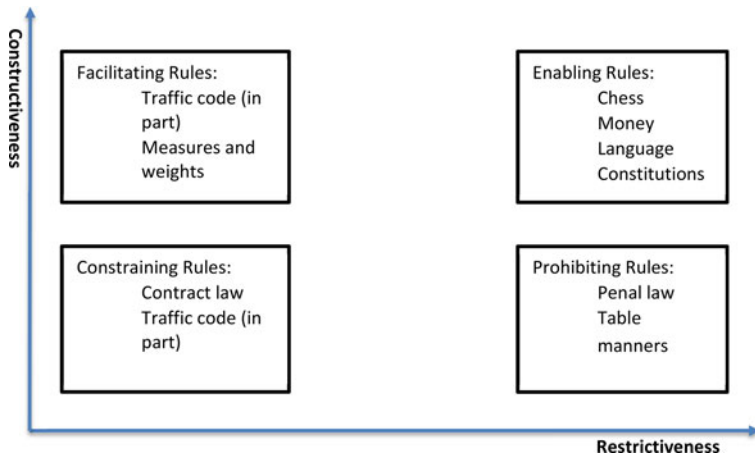 Constructiveness
Facilitating Rules:
Traffic code (in
part)
Measures and
weights
Enabling Rules:
Chess
Money
Language
Constitutions
Constraining Rules:
Contract law
Traffic code (in
part)
Prohibiting Rules:
Penal law
Table
manners
Restrictiveness